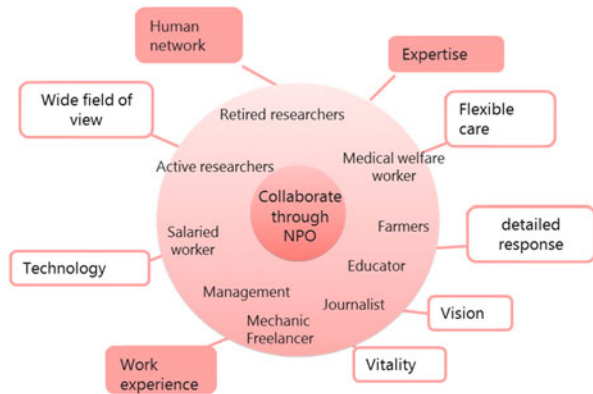 Human
network
Expertise
Wide field of
view
Flexible
care
Retired researchers
Active researchers
Medical welfare
worker
Collaborate
through
NPO
Salaried
worker
Farmers
detailed
response
Technology
Educator
Management
Journalist
Vision
Mechanic
Freelancer
Work
experience
Vitality